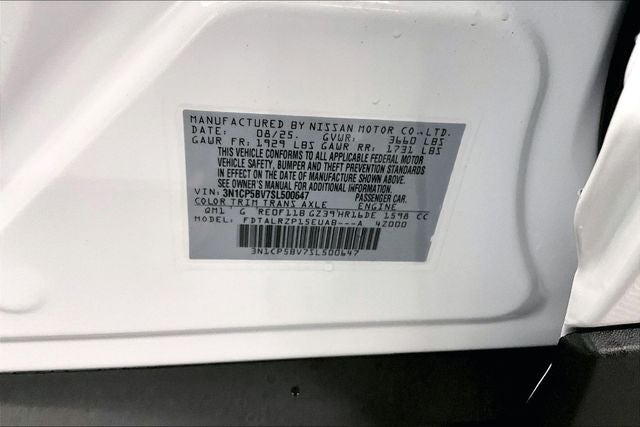 MANUFACTURED BY NISSAN MOTOR CO., LTD.
DATE: 08/25. GVWR: 3660 LBS
GAWR FR: 1929 LBS GAWR RR: 1731 LBS
THIS VEHICLE CONFORMS TO ALL APPLICABLE FEDERAL MOTOR
VEHICLE SAFETY, BUMPER AND THEFT PREVENTION STANDARDS
IN EFFECT ON THE DATE OF MANUFACTURE SHOWN ABOVE.
SEE OWNER'S MANUAL FOR ADDITIONAL INFORMATION.
VIN: 3N1CP5BV7SL500647 PASSENGER CAR
COLOR TRIM TRANS AXLE ENGINE
QM1 G RE0F11B GZ39 HR16DE 1598 CC
MODEL: FDTALRZP15EUAB---A 42000
3N1CP5BV7SL500647